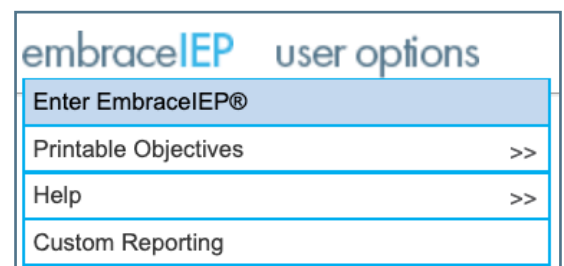 embraceIEP user options
Enter EmbraceIEP®
Printable Objectives >>
Help >>
Custom Reporting